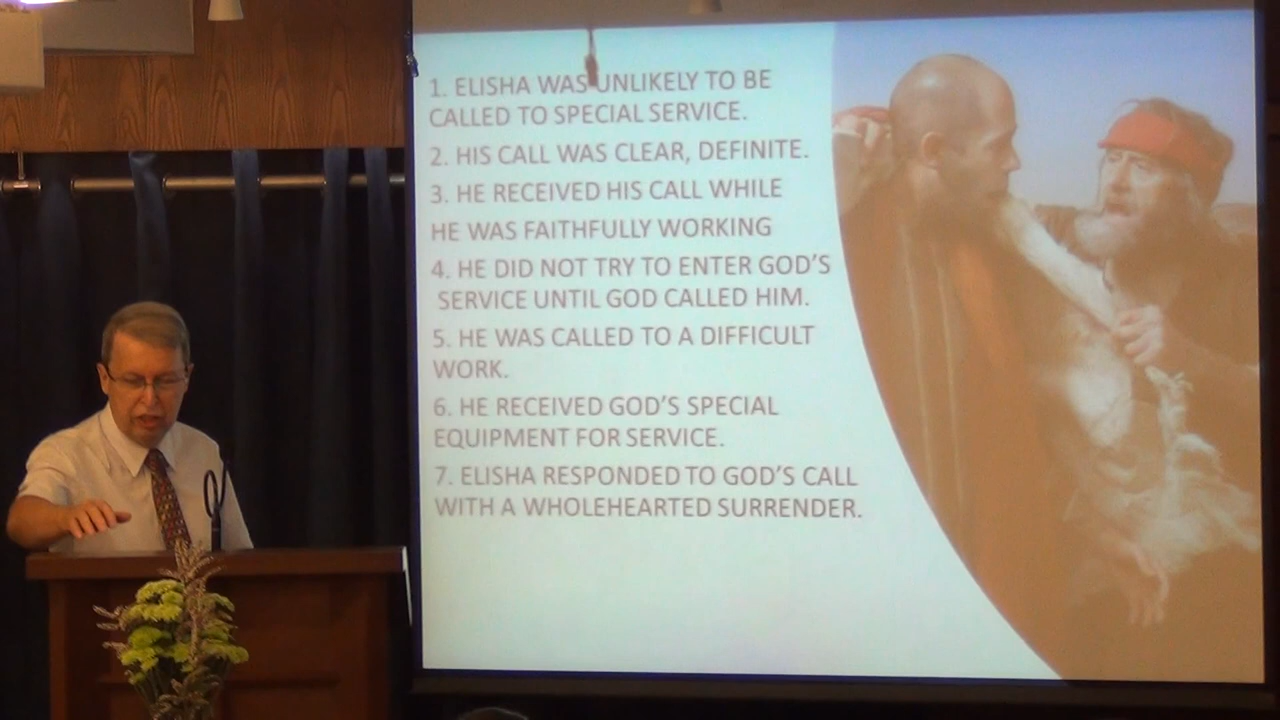 1. ELISHA WAS UNLIKELY TO BE
CALLED TO SPECIAL SERVICE.
2. HIS CALL WAS CLEAR, DEFINITE.
3. HE RECEIVED HIS CALL WHILE
HE WAS FAITHFULLY WORKING
4. HE DID NOT TRY TO ENTER GOD'S
SERVICE UNTIL GOD CALLED HIM.
5. HE WAS CALLED TO A DIFFICULT
WORK.
6. HE RECEIVED GOD'S SPECIAL
EQUIPMENT FOR SERVICE.
7. ELISHA RESPONDED TO GOD'S CALL
WITH A WHOLEHEARTED SURRENDER.